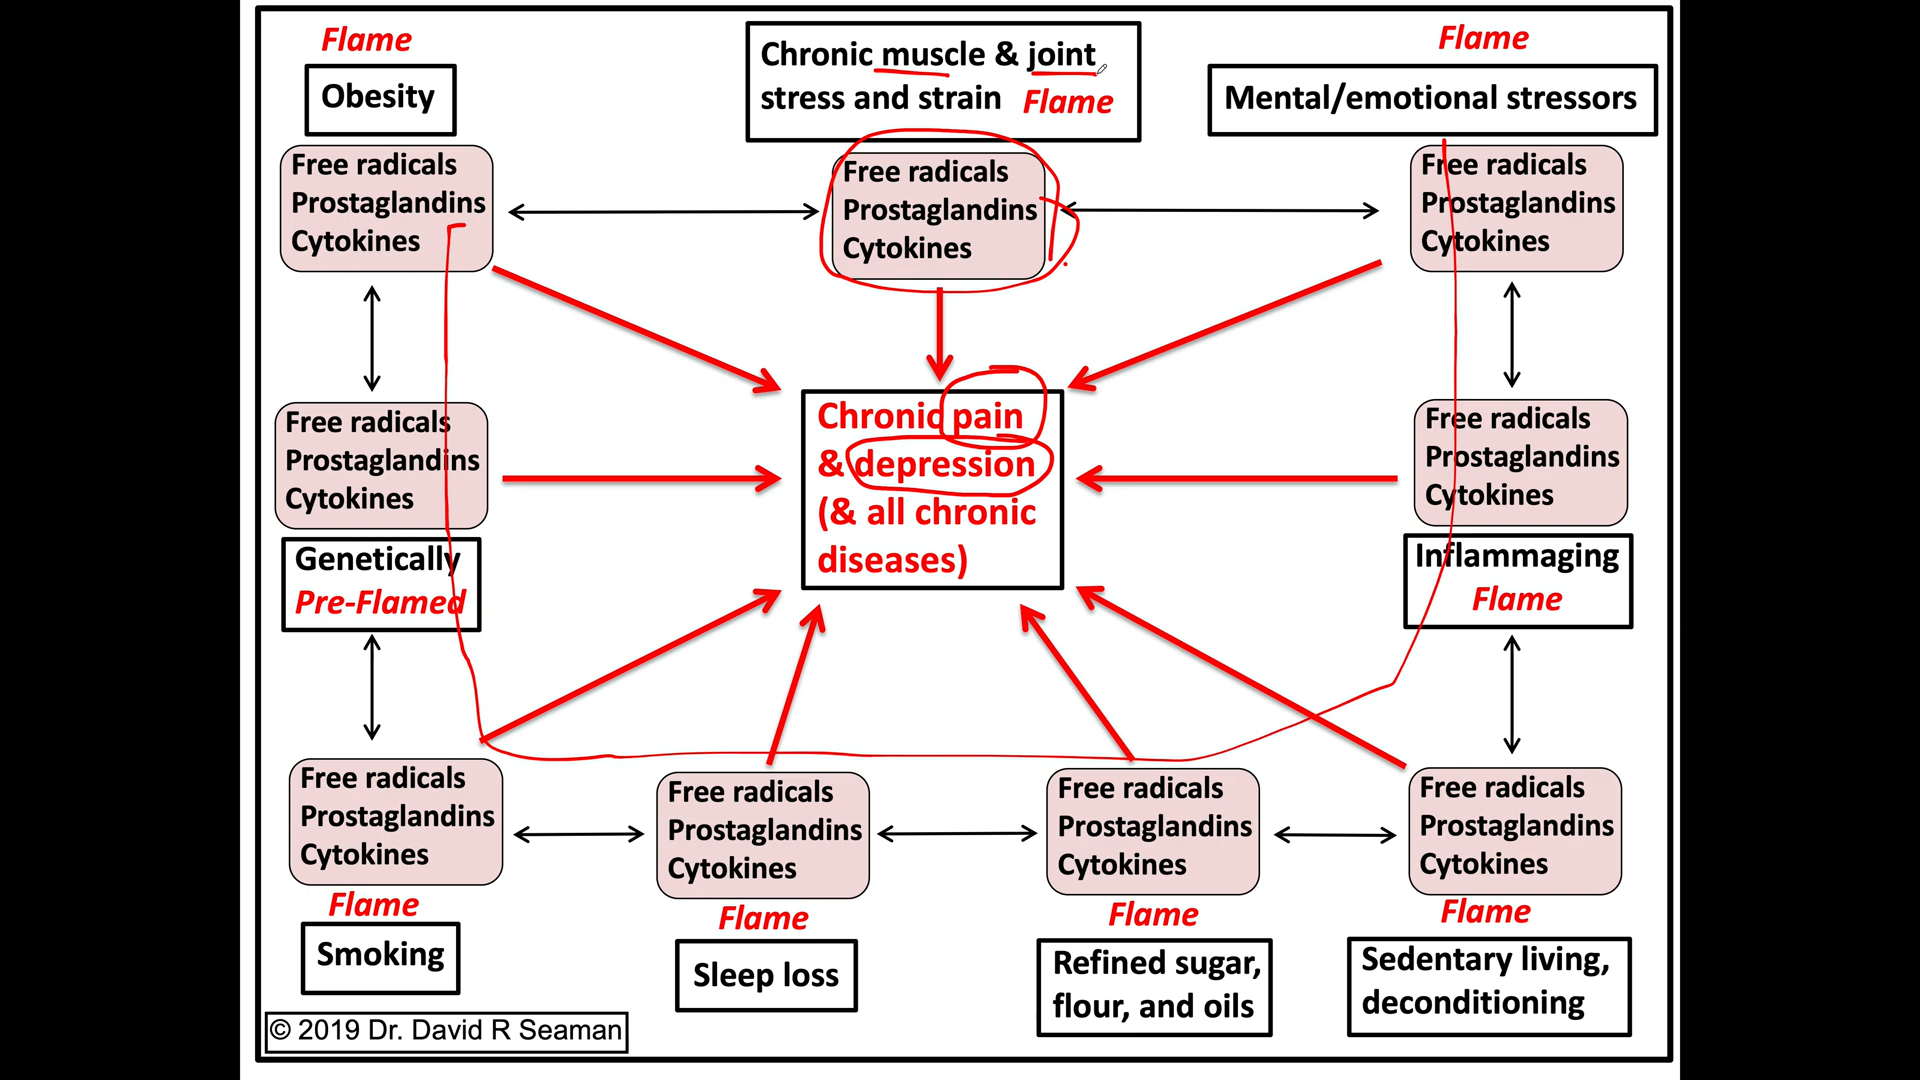 Flame
Obesity
Free radicals
Prostaglandins
Cytokines
Chronic muscle & joint
stress and strain Flame
Free radicals
Prostaglandins
Cytokines
Flame
Mental/emotional stressors
Free radicals
Prostaglandins
Cytokines
Free radicals
Prostaglandins
Cytokines
Genetically
Pre-Flamed
Chronic pain
& depression
(& all chronic
diseases)
Free radicals
Prostaglandins
Cytokines
Inflammaging
Flame
Free radicals
Prostaglandins
Cytokines
Flame
Smoking
Free radicals
Prostaglandins
Cytokines
Flame
Sleep loss
Free radicals
Prostaglandins
Cytokines
Flame
Refined sugar,
flour, and oils
Free radicals
Prostaglandins
Cytokines
Flame
Sedentary living,
deconditioning
© 2019 Dr. David R Seaman